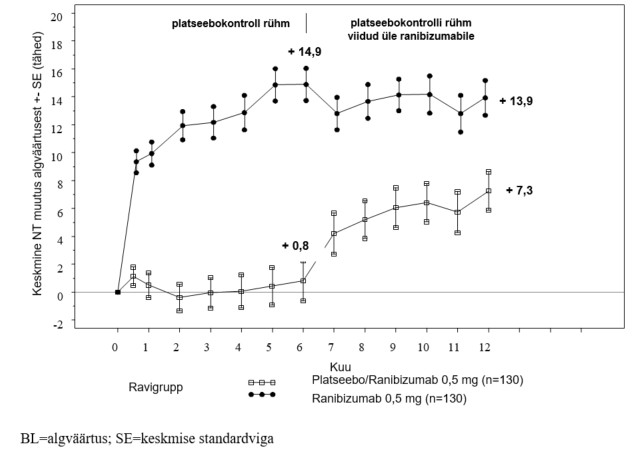 platseebokontroll rühm
platseebokontrolli rühm
viidud üle ranibizumabile
Keskmine NT muutus algväärtusest +- SE (tähed)
20
18
16
14
12
10
8
6
4
2
0
-2
+ 14,9
+ 13,9
+ 7,3
+ 0,8
0 1 2 3 4 5 6 7 8 9 10 11 12
Kuu
Ravigrupp
Platseebo/Ranibizumab 0,5 mg (n=130)
Ranibizumab 0,5 mg (n=130)
BL=algväärtus; SE=keskmise standardviga